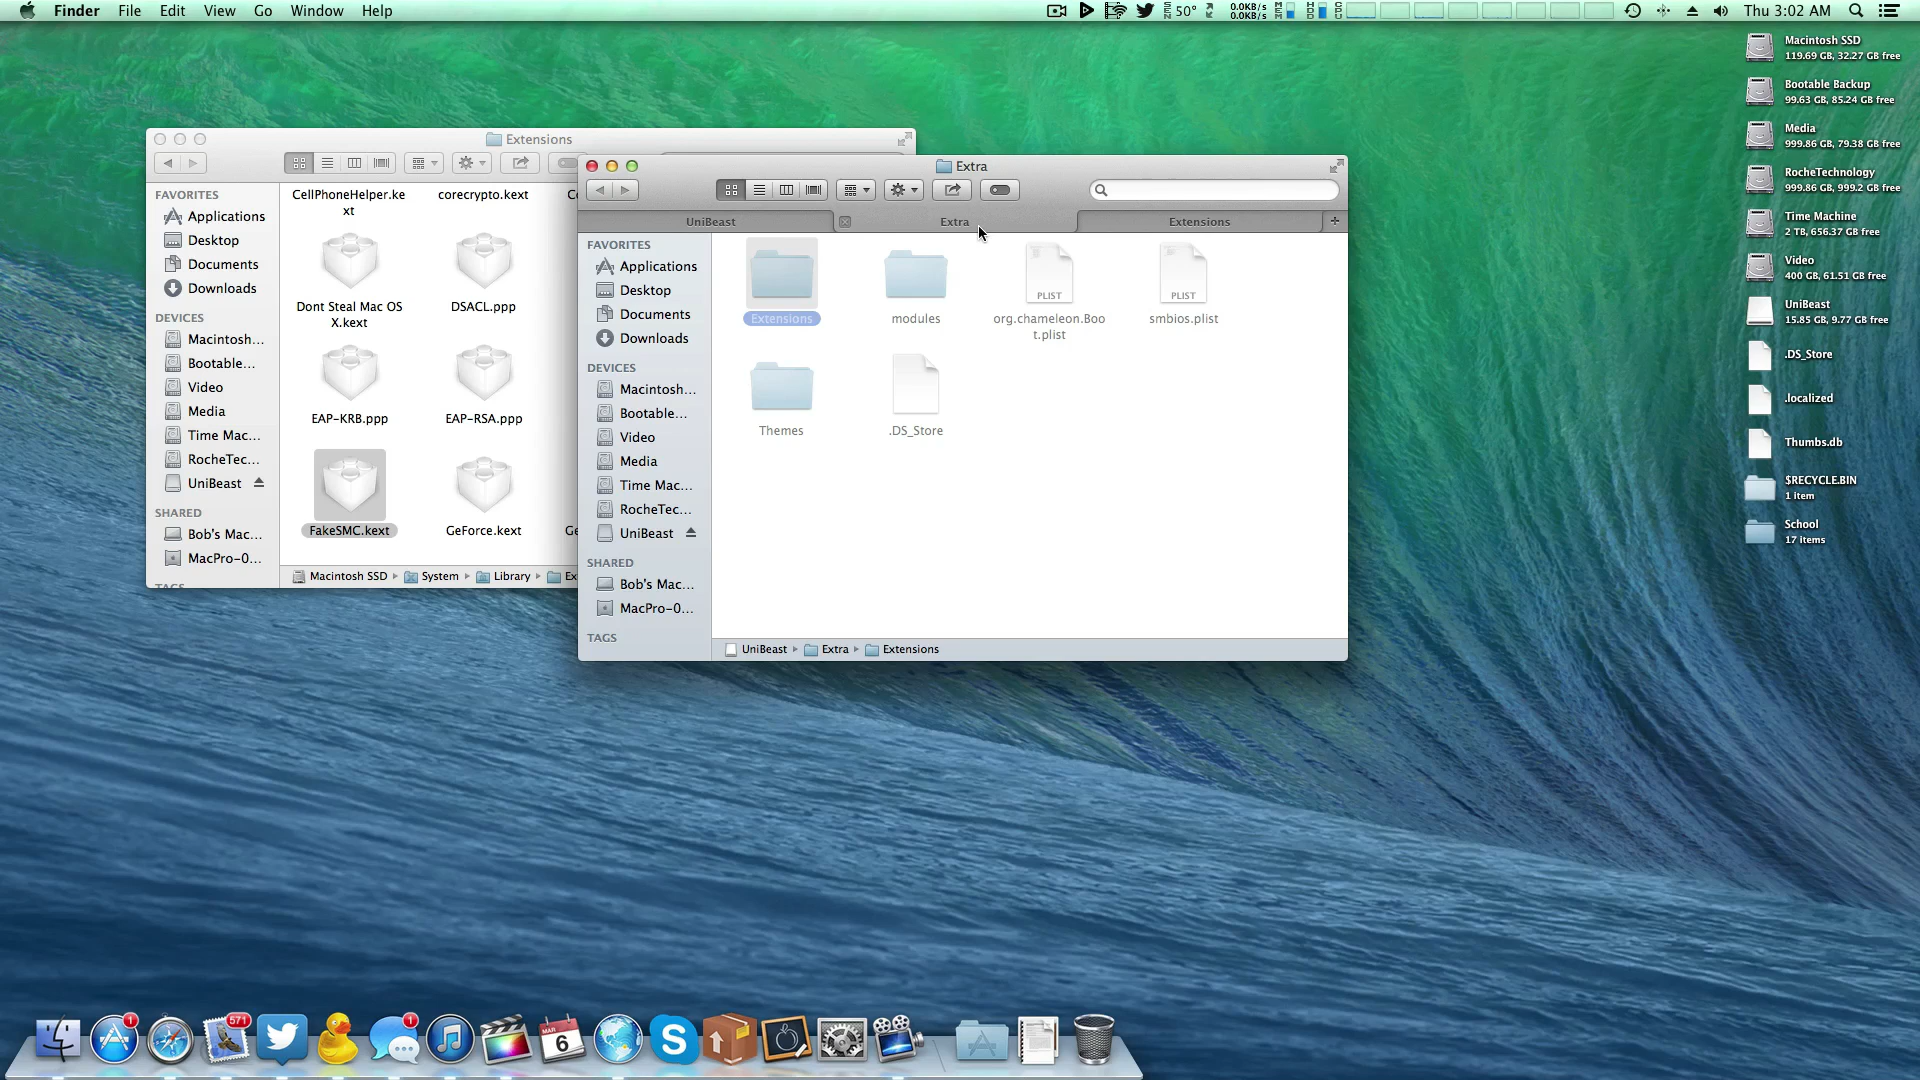 Finder File Edit View Go Window Help
50° 0.0KB/s
0.0KB/s
Thu 3:02 AM
Macintosh SSD
119.69 GB, 32.27 GB free
Bootable Backup
99.63 GB, 85.24 GB free
Media
999.86 GB, 79.38 GB free
RocheTechnology
999.86 GB, 999.2 GB free
Time Machine
2 TB, 656.37 GB free
Video
400 GB, 61.51 GB free
UniBeast
15.85 GB, 9.77 GB free
.DS_Store
.localized
Thumbs.db
$RECYCLE.BIN
1 item
School
17 items
Extensions
FAVORITES
Applications
Desktop
Documents
Downloads
DEVICES
Macintosh...
Bootable...
Video
Media
Time Mac...
RocheTec...
UniBeast
SHARED
Bob's Mac...
MacPro-0...
TAGS
CellPhoneHelper.ke
xt
corecrypto.kext
Dont Steal Mac OS
X.kext
DSACL.ppp
EAP-KRB.ppp
EAP-RSA.ppp
FakeSMC.kext
GeForce.kext
Ge
Macintosh SSD System Library Ex
Extra
UniBeast Extra Extensions +
FAVORITES
Applications
Desktop
Documents
Downloads
DEVICES
Macintosh...
Bootable...
Video
Media
Time Mac...
RocheTec...
UniBeast
SHARED
Bob's Mac...
MacPro-0...
TAGS
PLIST
PLIST
Extensions
modules
org.chameleon.Boo
t.plist
smbios.plist
Themes
.DS_Store
UniBeast Extra Extensions
1
571
1
MAR
6